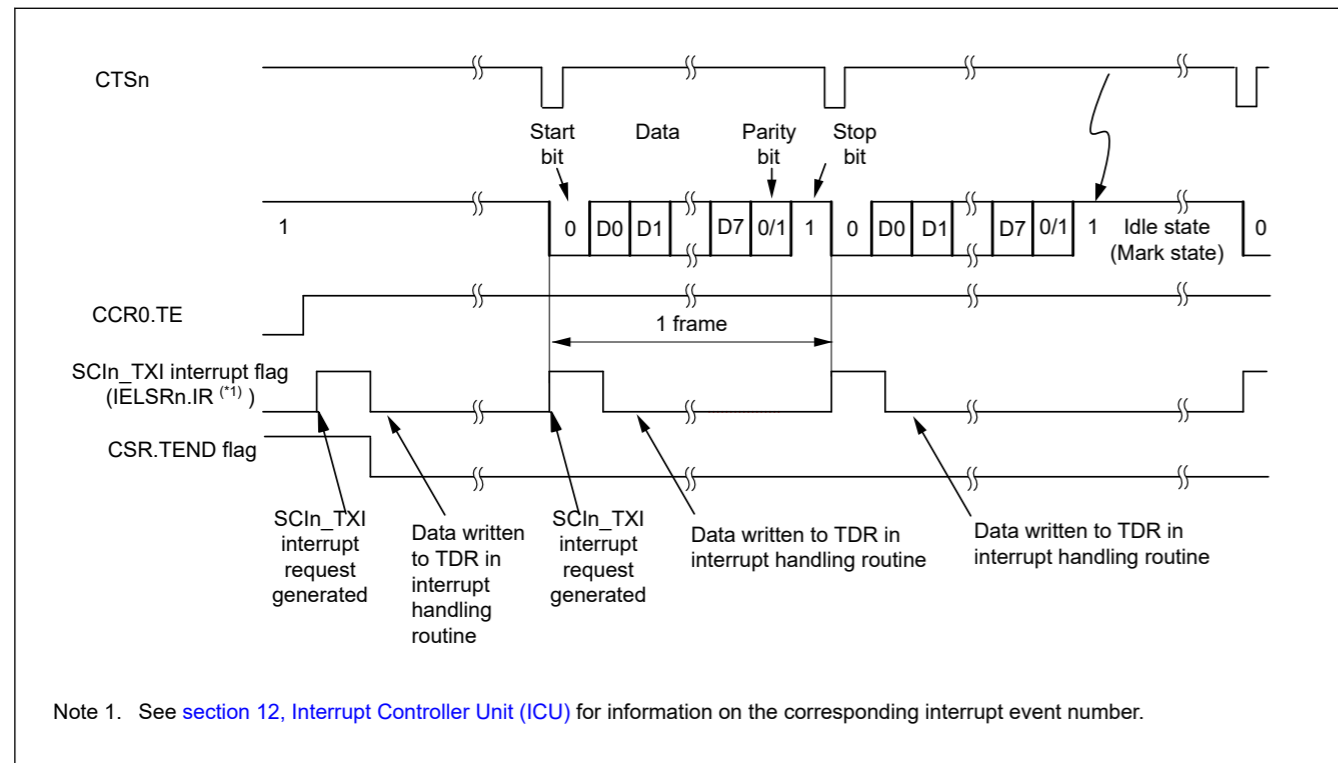 CTSn
Start bit
Data
Parity bit
Stop bit
1
0 D0 D1 D7 0/1 1 0 D0 D1 D7 0/1 1 Idle state (Mark state) 0
CCR0.TE
1 frame
SCIn_TXI interrupt flag
(IELSRn.IR (*1) )
CSR.TEND flag
SCIn_TXI
interrupt
request
generated
Data written
to TDR in
interrupt
handling
routine
SCIn_TXI
interrupt
request
generated
Data written to TDR in
interrupt handling routine
Data written to TDR in
interrupt handling routine
Note 1. See section 12, Interrupt Controller Unit (ICU) for information on the corresponding interrupt event number.